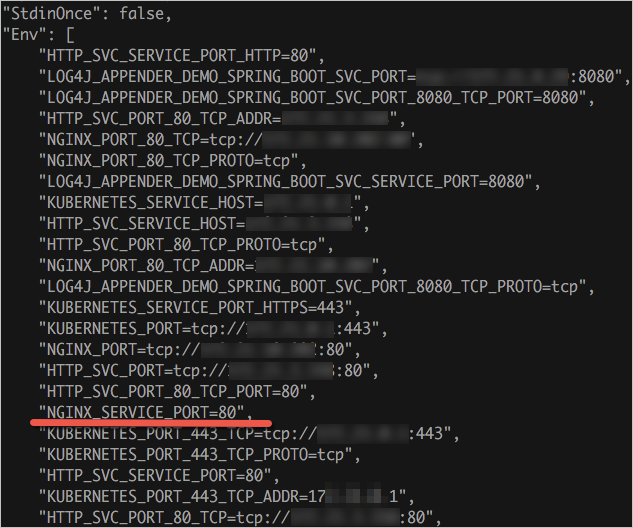 "StdinOnce": false,
"Env": [
"HTTP_SVC_SERVICE_PORT_HTTP=80",
"LOG4J_APPENDER_DEMO_SPRING_BOOT_SVC_PORT= :8080",
"LOG4J_APPENDER_DEMO_SPRING_BOOT_SVC_PORT_8080_TCP_PORT=8080",
"HTTP_SVC_PORT_80_TCP_ADDR= ",
"NGINX_PORT_80_TCP=tcp:// ',
"NGINX_PORT_80_TCP_PROTO=tcp",
"LOG4J_APPENDER_DEMO_SPRING_BOOT_SVC_SERVICE_PORT=8080",
"KUBERNETES_SERVICE_HOST= ",
"HTTP_SVC_SERVICE_HOST= ",
"HTTP_SVC_PORT_80_TCP_PROTO=tcp",
"NGINX_PORT_80_TCP_ADDR= ",
"LOG4J_APPENDER_DEMO_SPRING_BOOT_SVC_PORT_8080_TCP_PROTO=tcp",
"KUBERNETES_SERVICE_PORT_HTTPS=443",
"KUBERNETES_PORT=tcp:// :443",
"NGINX_PORT=tcp:// :80",
"HTTP_SVC_PORT=tcp:// :80",
"HTTP_SVC_PORT_80_TCP_PORT=80",
"NGINX_SERVICE_PORT=80",
"KUBERNETES_PORT_443_TCP=tcp:// :443",
"KUBERNETES_PORT_443_TCP_PROTO=tcp",
"HTTP_SVC_SERVICE_PORT=80",
"KUBERNETES_PORT_443_TCP_ADDR=17 1",
"HTTP_SVC_PORT_80_TCP=tcp:// :80",